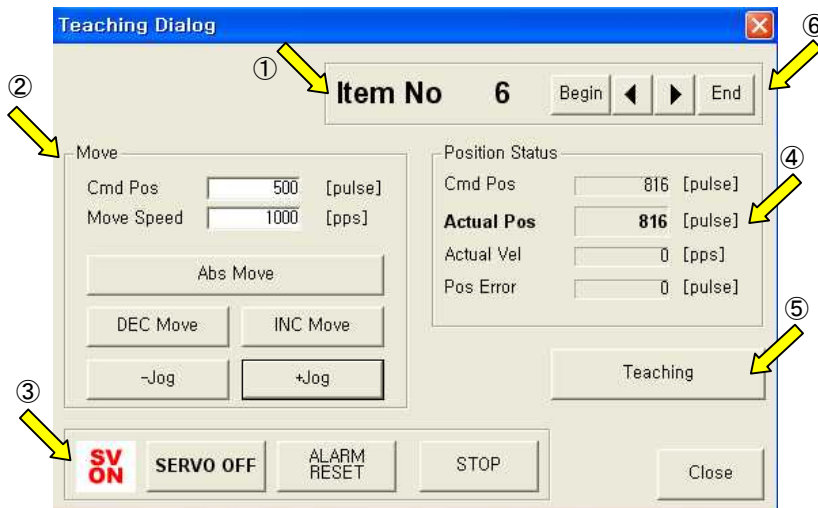 Teaching Dialog
①
⑥
Item No 6 Begin End
②
Move
Cmd Pos 500 [pulse]
Move Speed 1000 [pps]
Abs Move
DEC Move INC Move
-Jog +Jog
Position Status
④
Cmd Pos 816 [pulse]
Actual Pos 816 [pulse]
Actual Vel 0 [pps]
Pos Error 0 [pulse]
⑤
Teaching
③
SV
ON
SERVO OFF
ALARM
RESET
STOP
Close